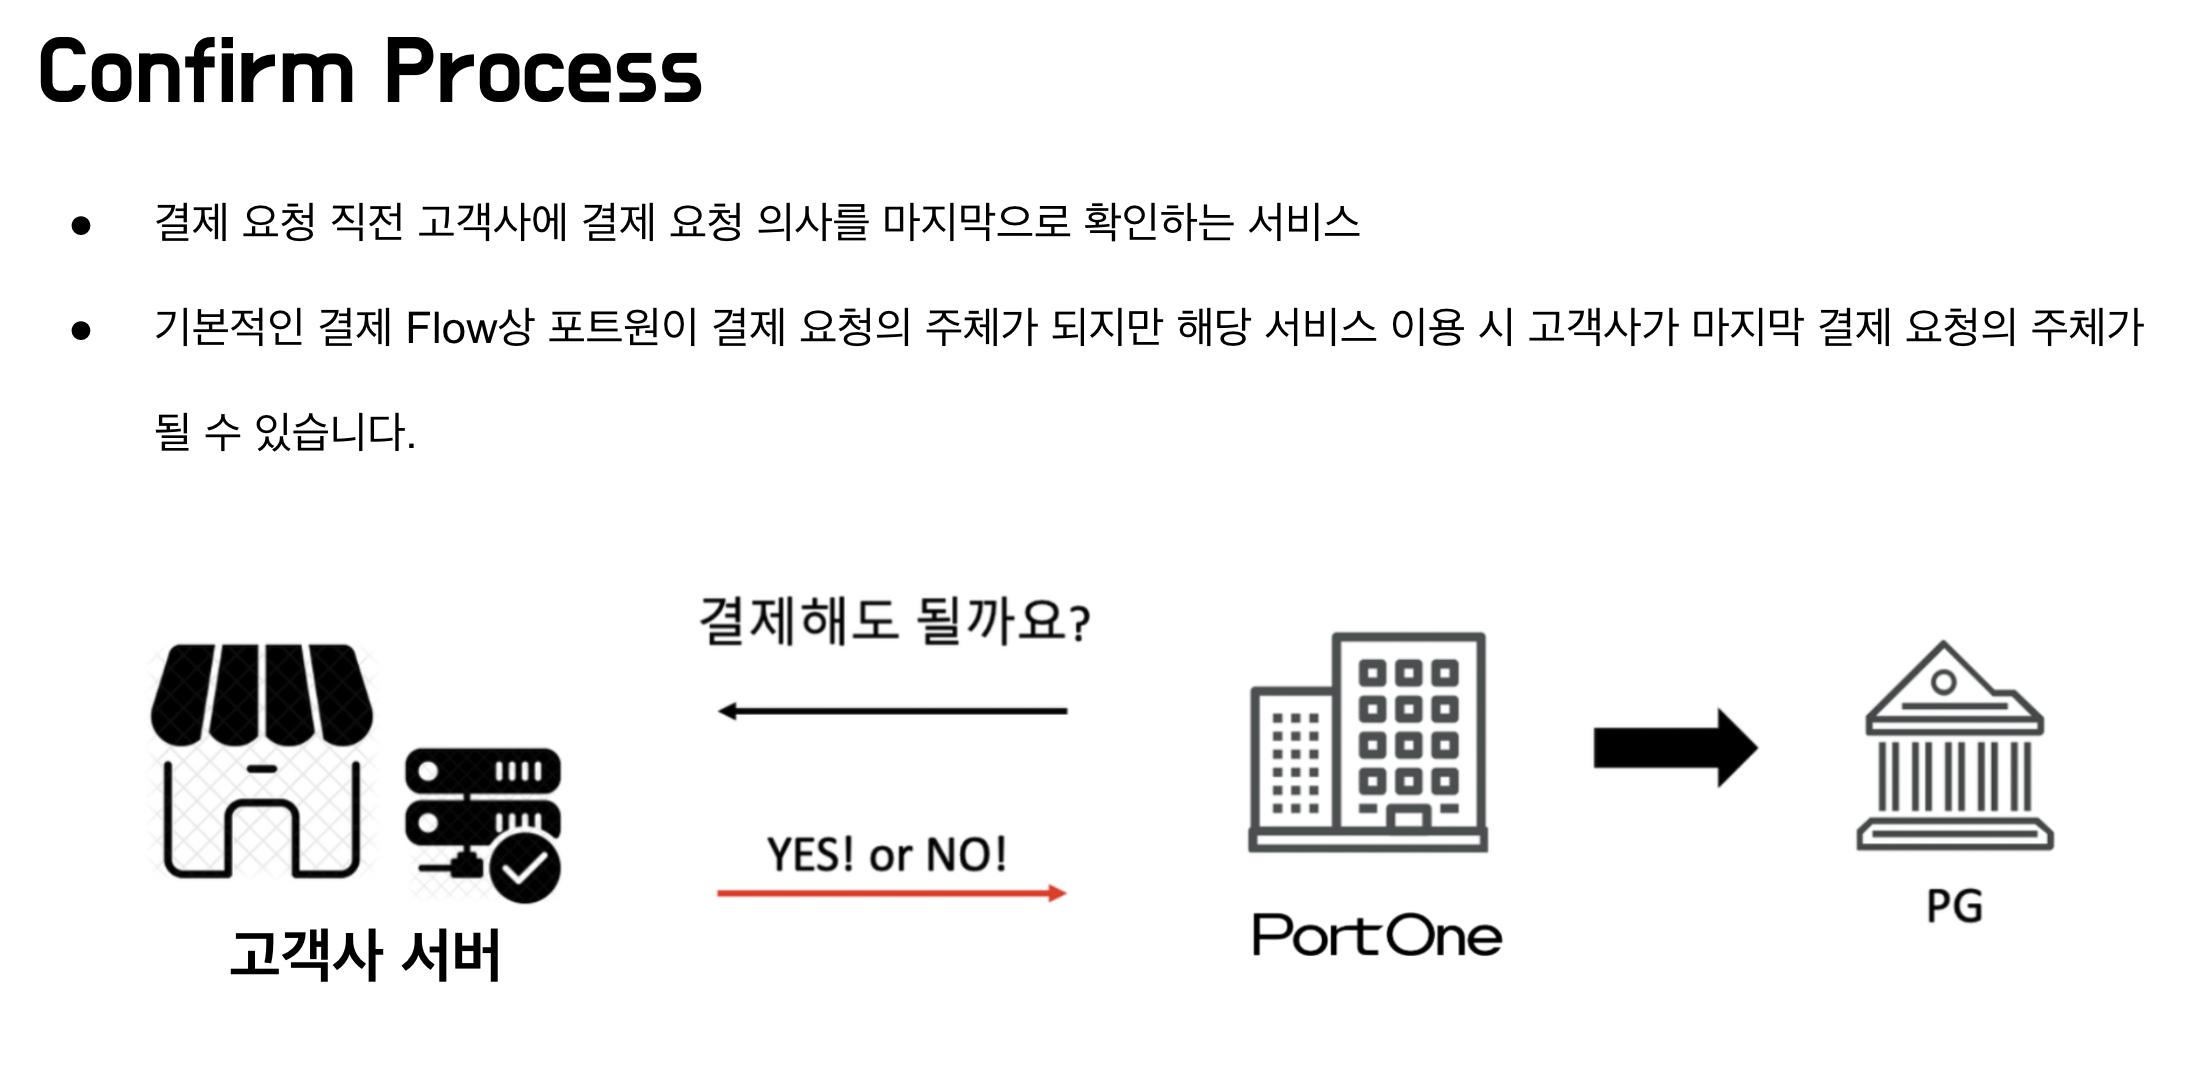 Confirm Process
● 결제 요청 직전 고객사에 결제 요청 의사를 마지막으로 확인하는 서비스
● 기본적인 결제 Flow상 포트원이 결제 요청의 주체가 되지만 해당 서비스 이용 시 고객사가 마지막 결제 요청의 주체가
될 수 있습니다.
결제해도 될까요?
YES! or NO!
고객사 서버
PortOne
PG